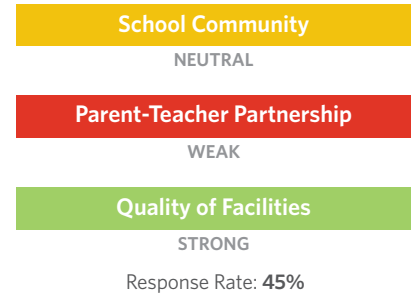 School Community
NEUTRAL
Parent-Teacher Partnership
WEAK
Quality of Facilities
STRONG
Response Rate: 45%